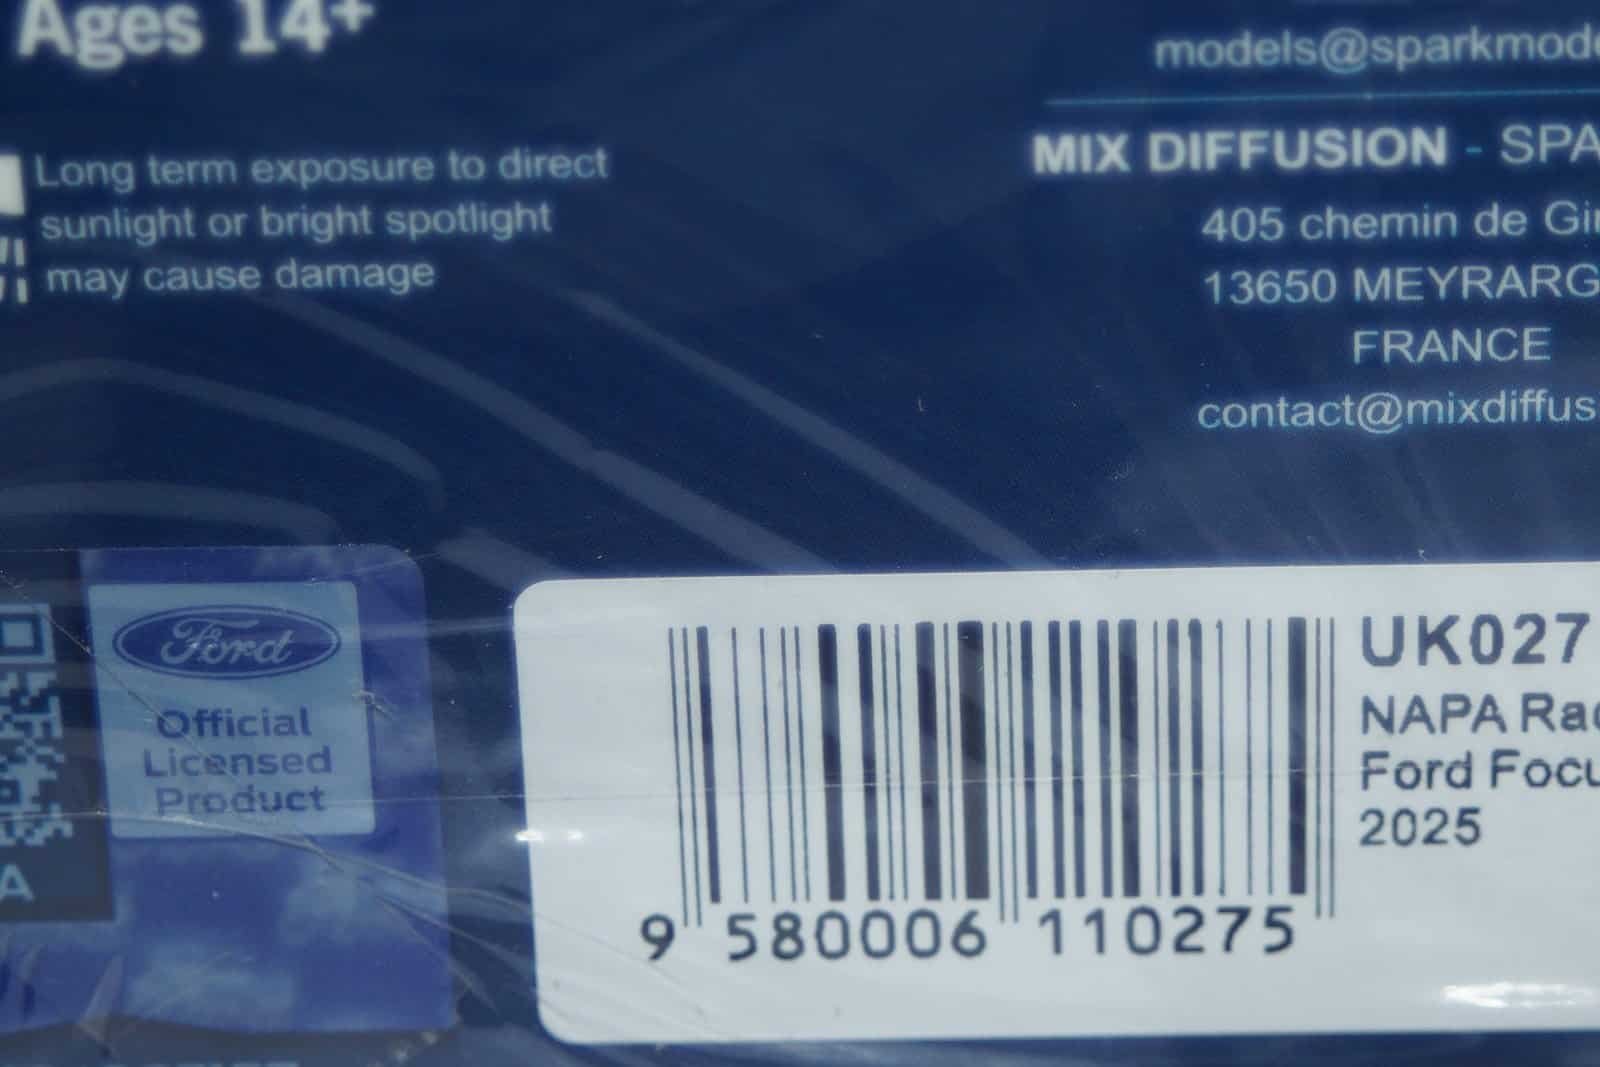 Ages 14+
Long term exposure to direct
sunlight or bright spotlight
may cause damage
models@sparkmode
MIX DIFFUSION - SPA
405 chemin de Gir
13650 MEYRARG
FRANCE
contact@mixdiffus
Ford
Official
Licensed
Product
A
UK027
NAPA Rac
Ford Focu
2025
9 580006 110275